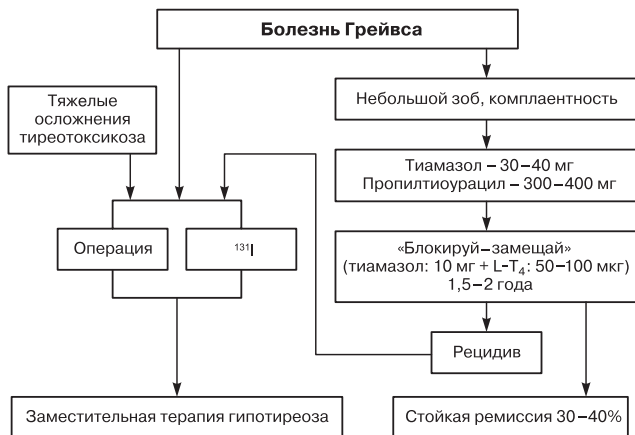 Болезнь Грейвса
Тяжелые
осложнения
тиреотоксикоза
Небольшой зоб, комплаентность
Тиамазол – 30–40 мг
Пропилтиоурацил – 300–400 мг
Операция
¹³¹I
«Блокируй–замещай»
(тиамазол: 10 мг + L-T₄: 50–100 мкг)
1,5–2 года
Рецидив
Заместительная терапия гипотиреоза
Стойкая ремиссия 30–40%